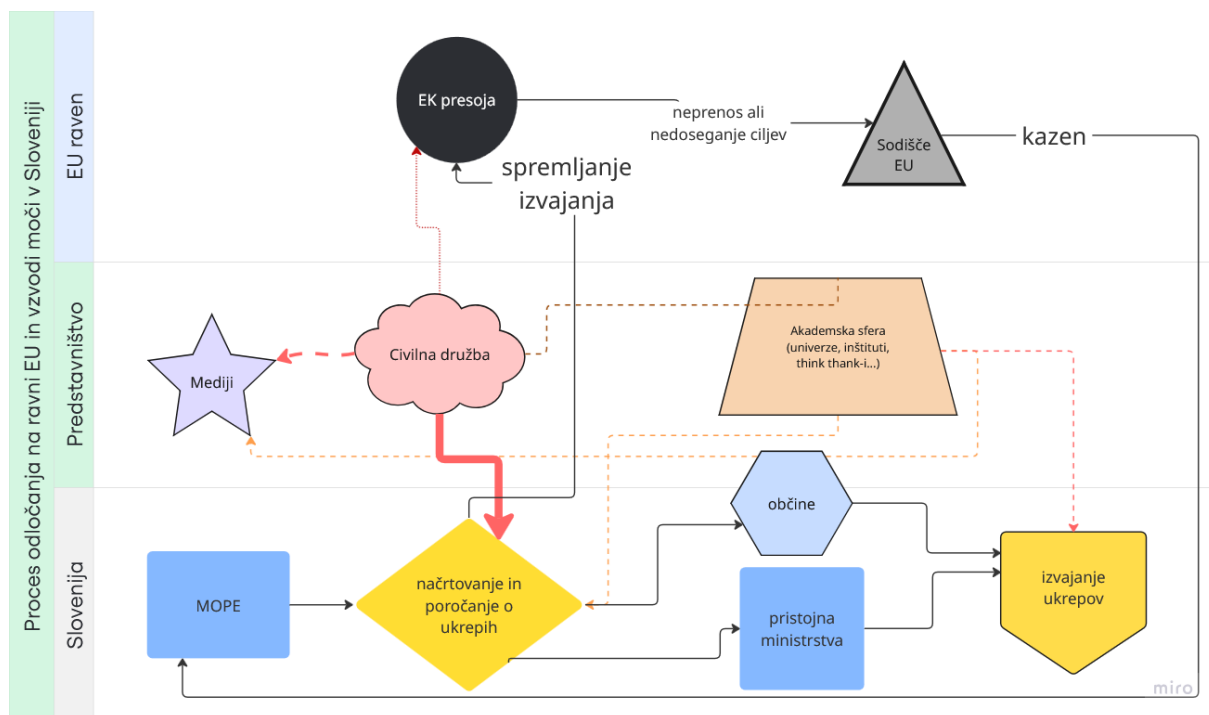 Proces odločanja na ravni EU in vzvodi moči v Sloveniji
EU raven
EK presoja
neprenos ali
nedoseganje ciljev
Sodišče
EU
kazen
spremljanje
izvajanja
Predstavništvo
Mediji
Civilna družba
Akademska sfera
(univerze, inštituti,
think thank-i...)
Slovenija
MOPE
načrtovanje in
poročanje o
ukrepih
občine
pristojna
ministrstva
izvajanje
ukrepov
miro